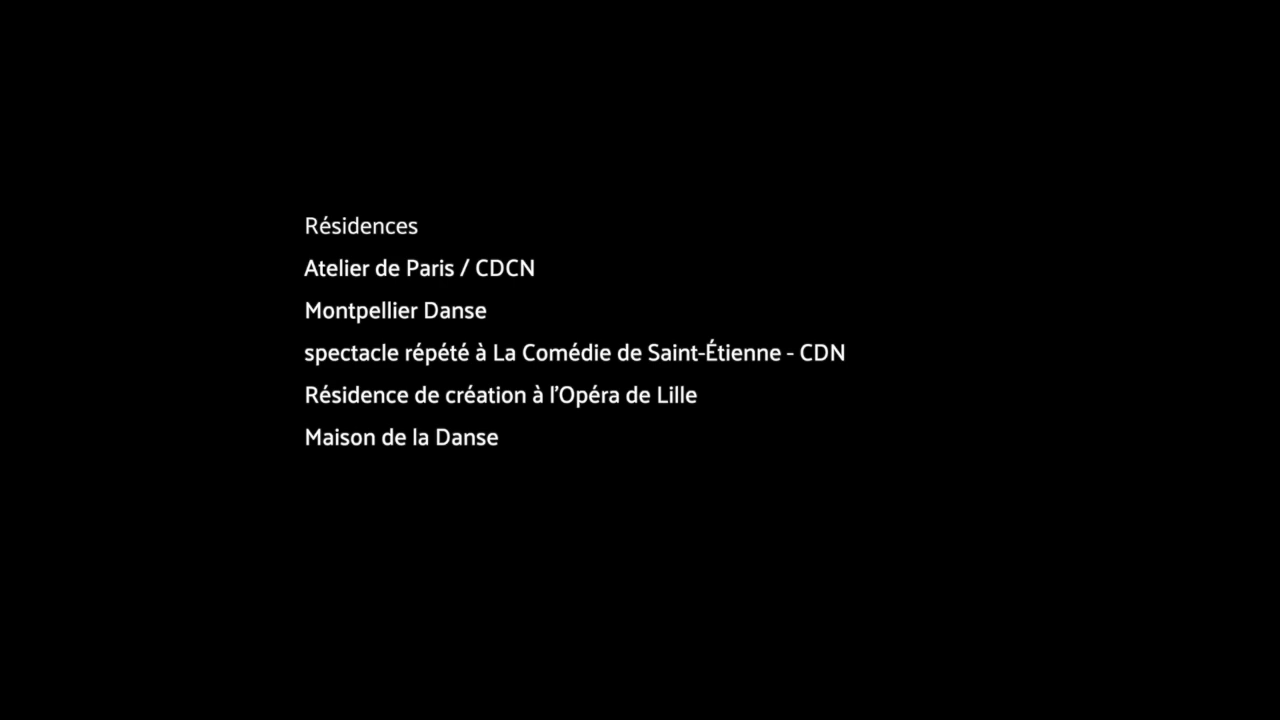 Résidences
Atelier de Paris / CDCN
Montpellier Danse
spectacle répété à La Comédie de Saint-Étienne - CDN
Résidence de création à l’Opéra de Lille
Maison de la Danse